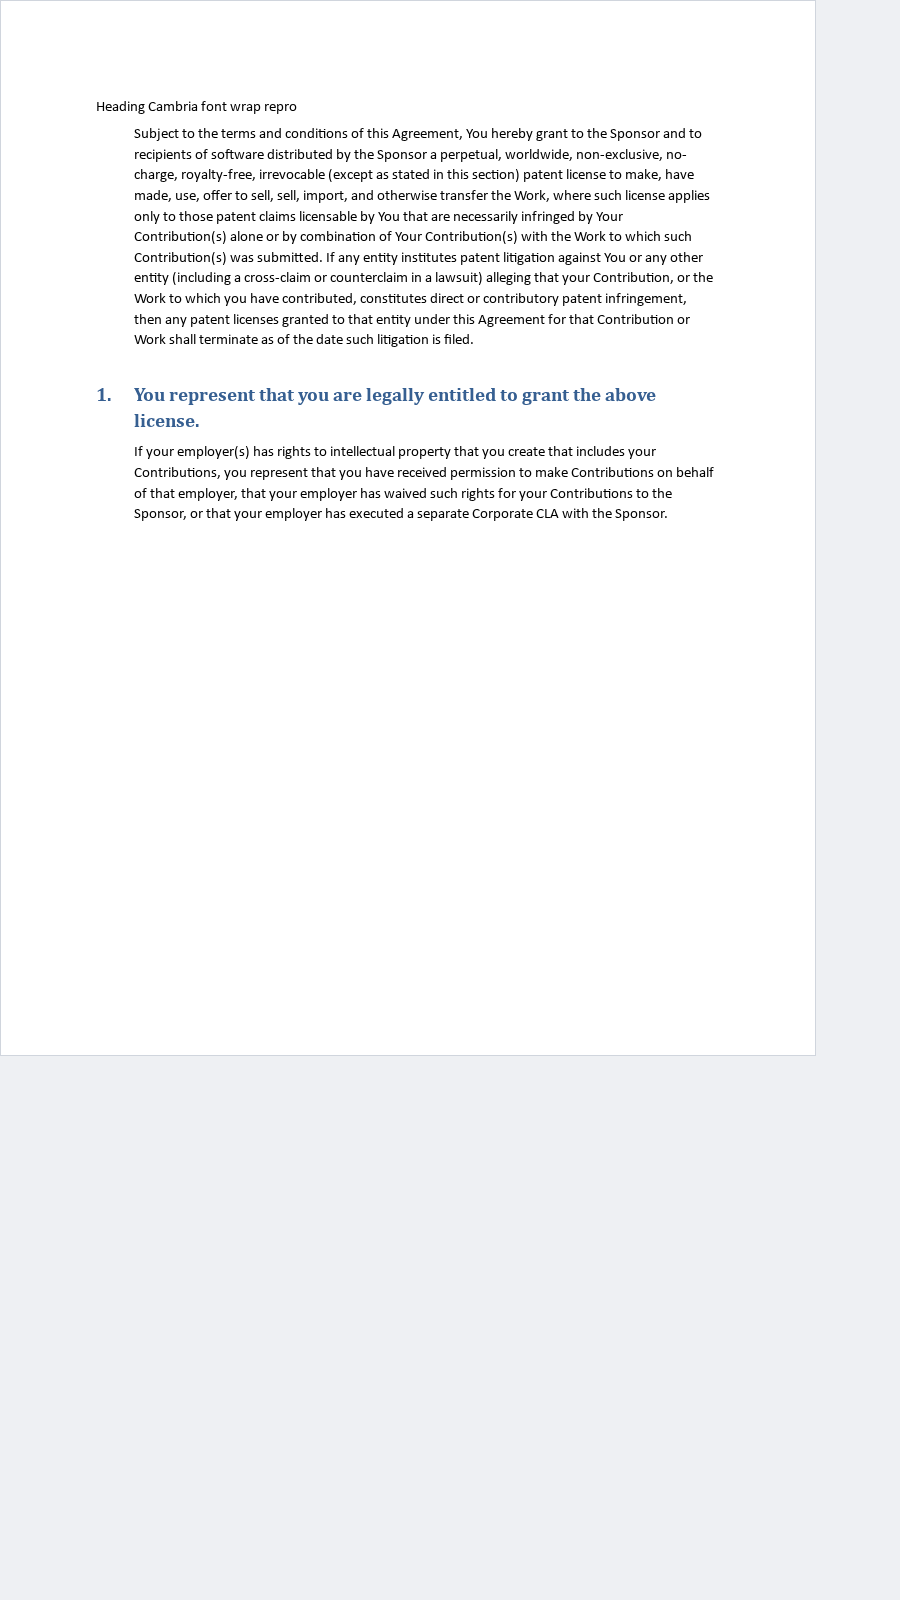 Heading Cambria font wrap repro
Subject to the terms and conditions of this Agreement, You hereby grant to the Sponsor and to
recipients of software distributed by the Sponsor a perpetual, worldwide, non-exclusive, no-
charge, royalty-free, irrevocable (except as stated in this section) patent license to make, have
made, use, offer to sell, sell, import, and otherwise transfer the Work, where such license applies
only to those patent claims licensable by You that are necessarily infringed by Your
Contribution(s) alone or by combination of Your Contribution(s) with the Work to which such
Contribution(s) was submitted. If any entity institutes patent litigation against You or any other
entity (including a cross-claim or counterclaim in a lawsuit) alleging that your Contribution, or the
Work to which you have contributed, constitutes direct or contributory patent infringement,
then any patent licenses granted to that entity under this Agreement for that Contribution or
Work shall terminate as of the date such litigation is filed.
1. You represent that you are legally entitled to grant the above
license.
If your employer(s) has rights to intellectual property that you create that includes your
Contributions, you represent that you have received permission to make Contributions on behalf
of that employer, that your employer has waived such rights for your Contributions to the
Sponsor, or that your employer has executed a separate Corporate CLA with the Sponsor.